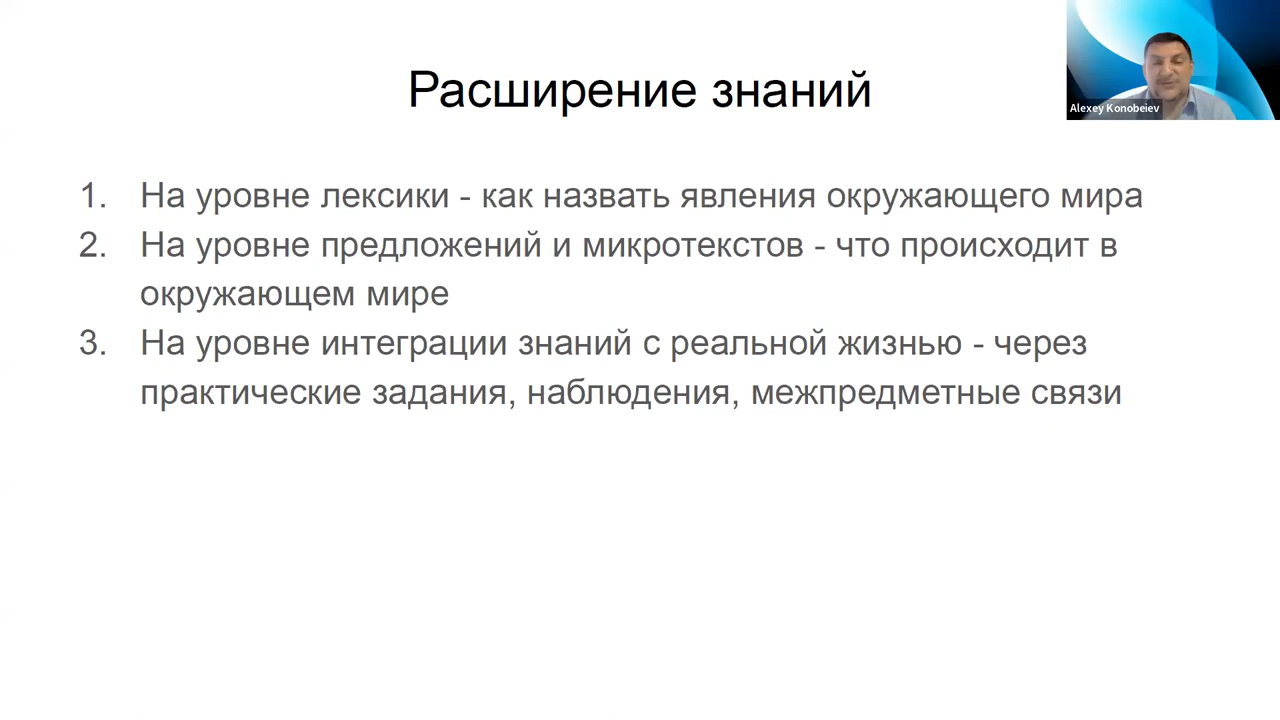 Расширение знаний
Alexey Konobeiev
1. На уровне лексики - как назвать явления окружающего мира
2. На уровне предложений и микротекстов - что происходит в
окружающем мире
3. На уровне интеграции знаний с реальной жизнью - через
практические задания, наблюдения, межпредметные связи